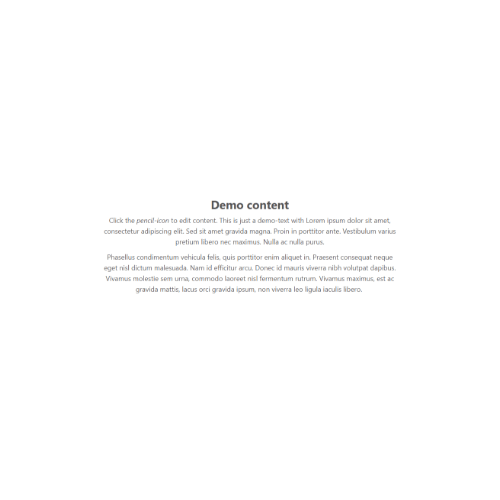 Demo content
Click the pencil-icon to edit content. This is just a demo-text with Lorem ipsum dolor sit amet,
consectetur adipiscing elit. Sed sit amet gravida magna. Proin in porttitor ante. Vestibulum varius
pretium libero nec maximus. Nulla ac nulla purus.
Phasellus condimentum vehicula felis, quis porttitor enim aliquet in. Praesent consequat neque
eget nisl dictum malesuada. Nam id efficitur arcu. Donec id mauris viverra nibh volutpat dapibus.
Vivamus molestie sem urna, commodo laoreet nisl fermentum rutrum. Vivamus maximus, est ac
gravida mattis, lacus orci gravida ipsum, non viverra leo ligula iaculis libero.